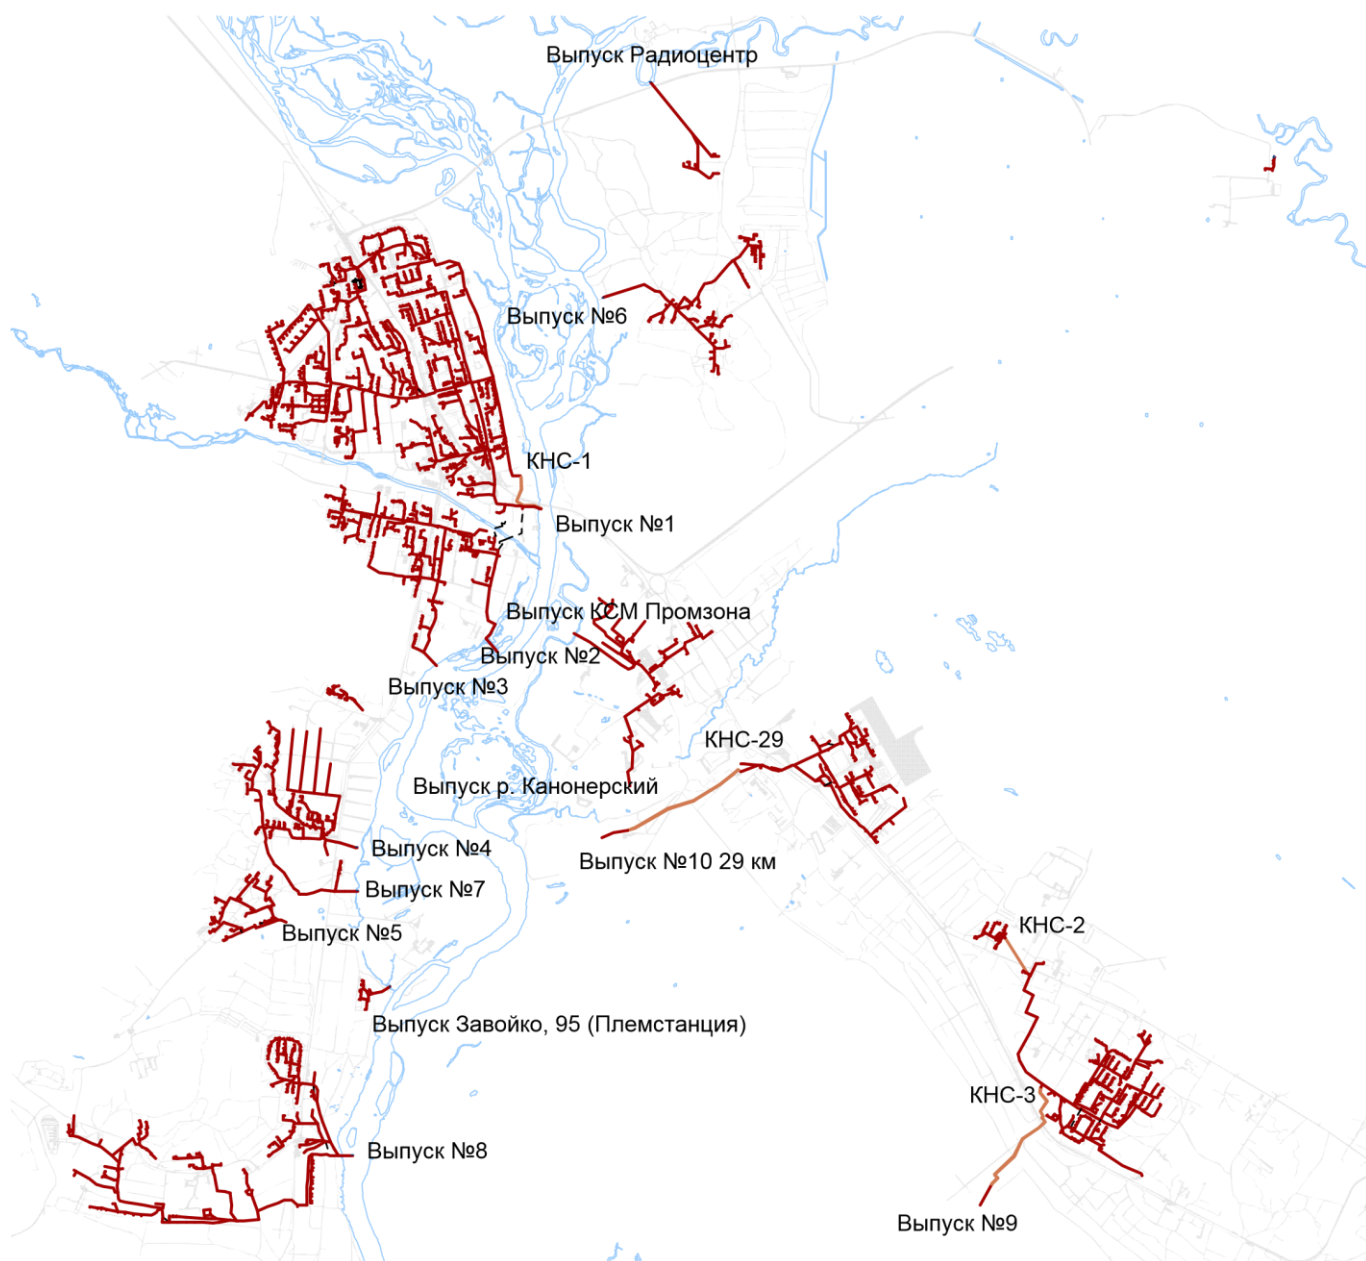 Выпуск Радиоцентр
Выпуск №6
КНС-1
Выпуск №1
Выпуск КСМ Промзона
Выпуск №2
Выпуск №3
КНС-29
Выпуск р. Канонерский
Выпуск №4
Выпуск №10 29 км
Выпуск №7
КНС-2
Выпуск №5
Выпуск Завойко, 95 (Племстанция)
КНС-3
Выпуск №8
Выпуск №9